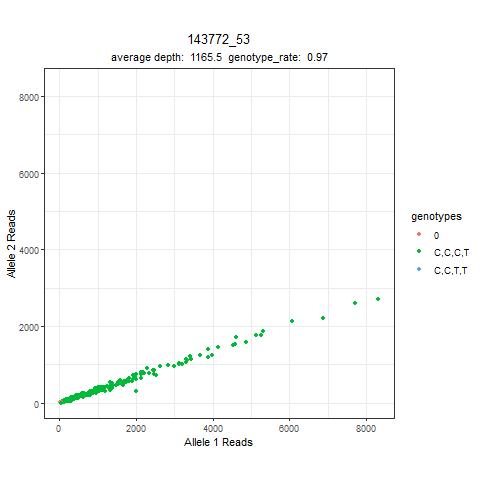 143772_53
average depth:  1165.5  genotype_rate:  0.97
8000
6000
4000
2000
0
Allele 2 Reads
0
2000
4000
6000
8000
Allele 1 Reads
genotypes
0
C,C,C,T
C,C,T,T